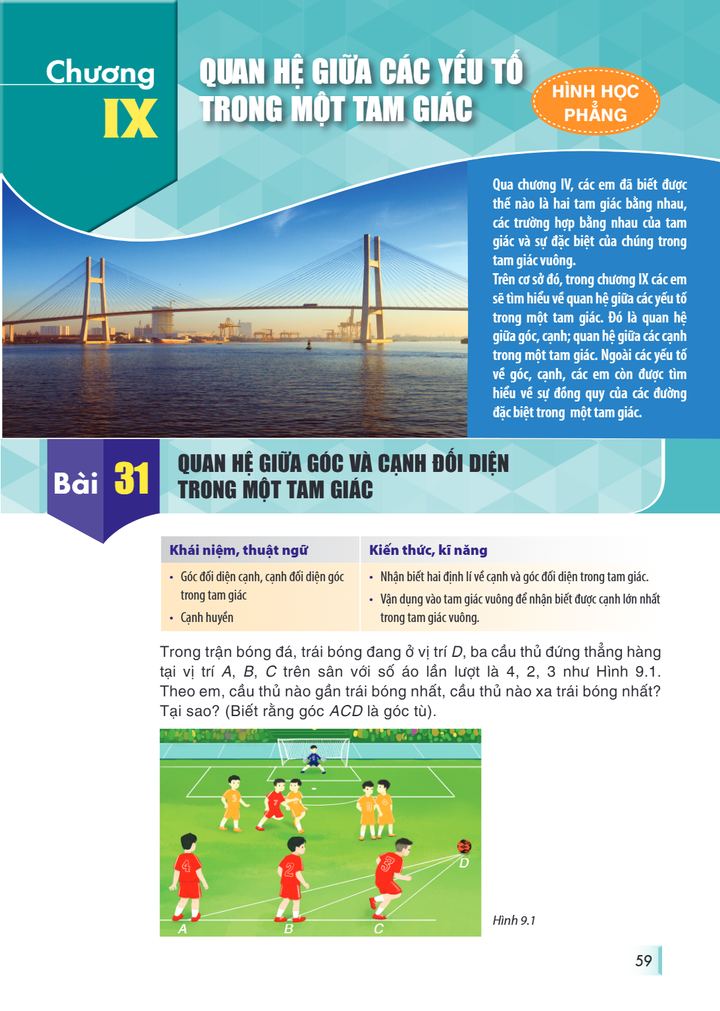 Chương
IX
QUAN HỆ GIỮA CÁC YẾU TỐ
TRONG MỘT TAM GIÁC
HÌNH HỌC
PHẲNG
Qua chương IV, các em đã biết được
thế nào là hai tam giác bằng nhau,
các trường hợp bằng nhau của tam
giác và sự đặc biệt của chúng trong
tam giác vuông.
Trên cơ sở đó, trong chương IX các em
sẽ tìm hiểu về quan hệ giữa các yếu tố
trong một tam giác. Đó là quan hệ
giữa góc, cạnh; quan hệ giữa các cạnh
trong một tam giác. Ngoài các yếu tố
về góc, cạnh, các em còn được tìm
hiểu về sự đồng quy của các đường
đặc biệt trong một tam giác.
Bài 31
QUAN HỆ GIỮA GÓC VÀ CẠNH ĐỐI DIỆN
TRONG MỘT TAM GIÁC
Khái niệm, thuật ngữ
• Góc đối diện cạnh, cạnh đối diện góc
trong tam giác
• Cạnh huyền
Kiến thức, kĩ năng
• Nhận biết hai định lí về cạnh và góc đối diện trong tam giác.
• Vận dụng vào tam giác vuông để nhận biết được cạnh lớn nhất
trong tam giác vuông.
Trong trận bóng đá, trái bóng đang ở vị trí D, ba cầu thủ đứng thẳng hàng
tại vị trí A, B, C trên sân với số áo lần lượt là 4, 2, 3 như Hình 9.1.
Theo em, cầu thủ nào gần trái bóng nhất, cầu thủ nào xa trái bóng nhất?
Tại sao? (Biết rằng góc ACD là góc tù).
5
7
4
2
3
D
A
B
C
Hình 9.1
59